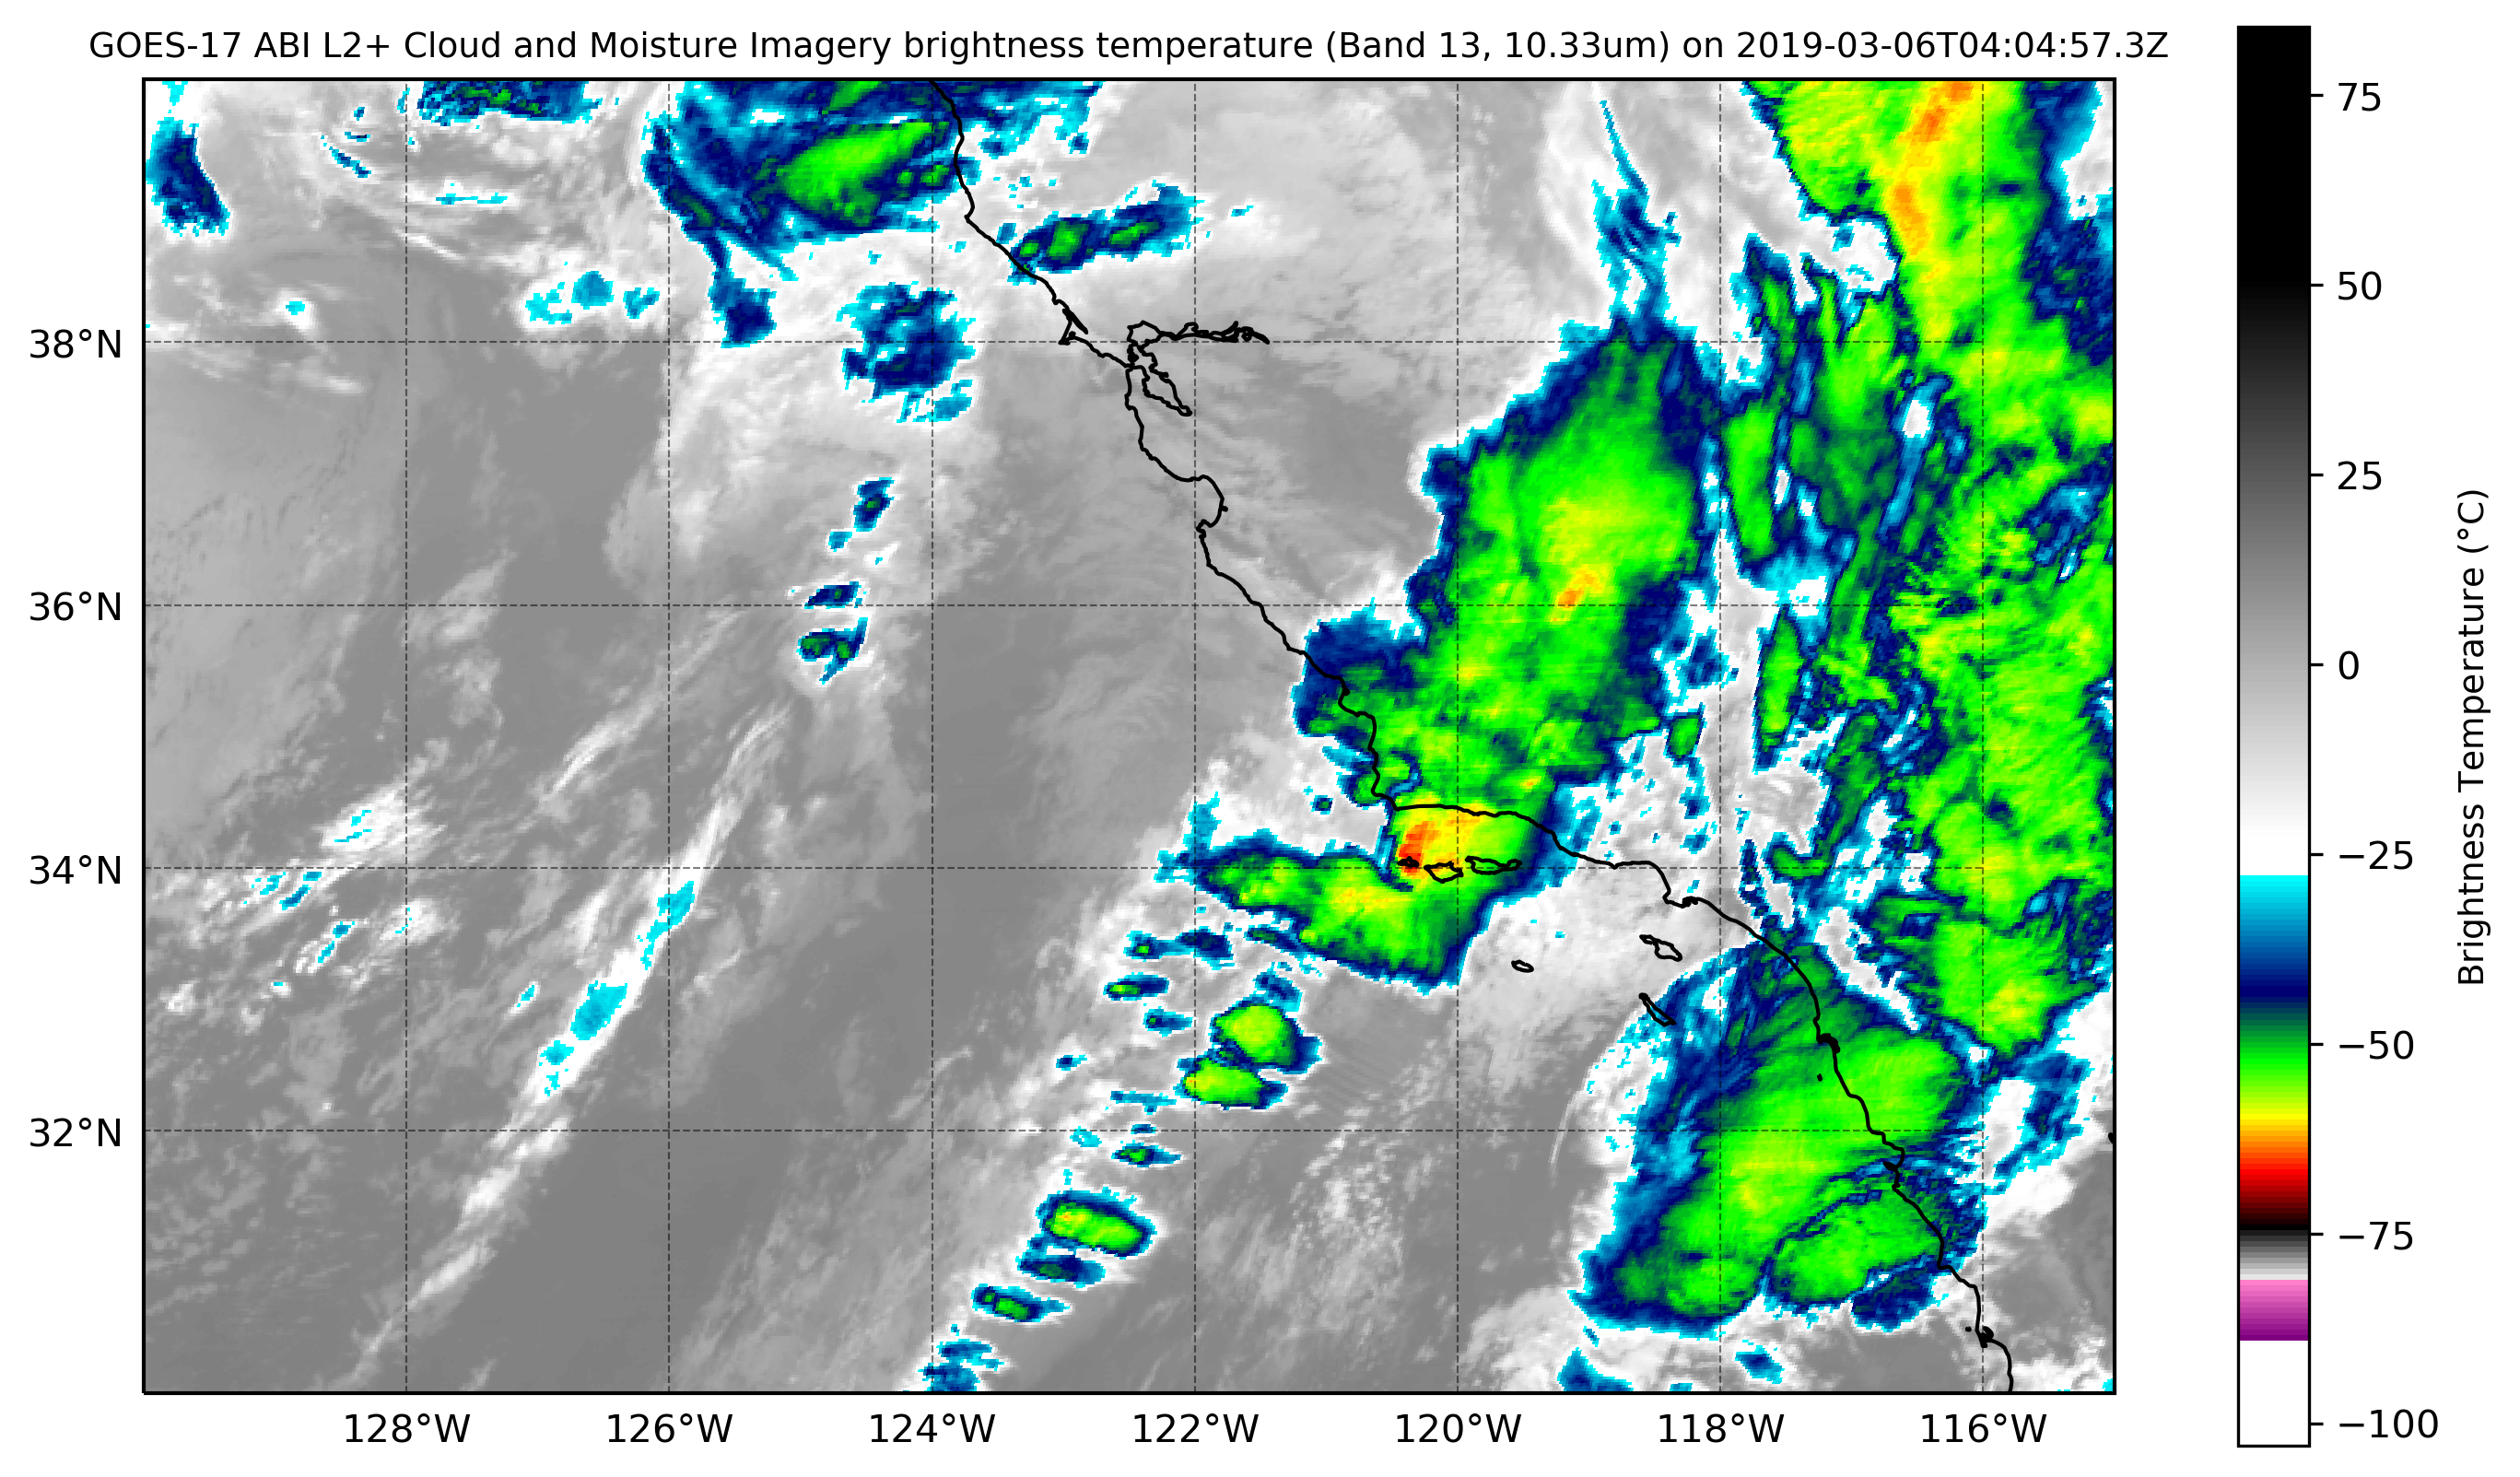 GOES-17 ABI L2+ Cloud and Moisture Imagery brightness temperature (Band 13, 10.33um) on 2019-03-06T04:04:57.3Z
38°N
36°N
34°N
32°N
128°W 126°W 124°W 122°W 120°W 118°W 116°W
75
50
25
0
−25
−50
−75
−100
Brightness Temperature (°C)